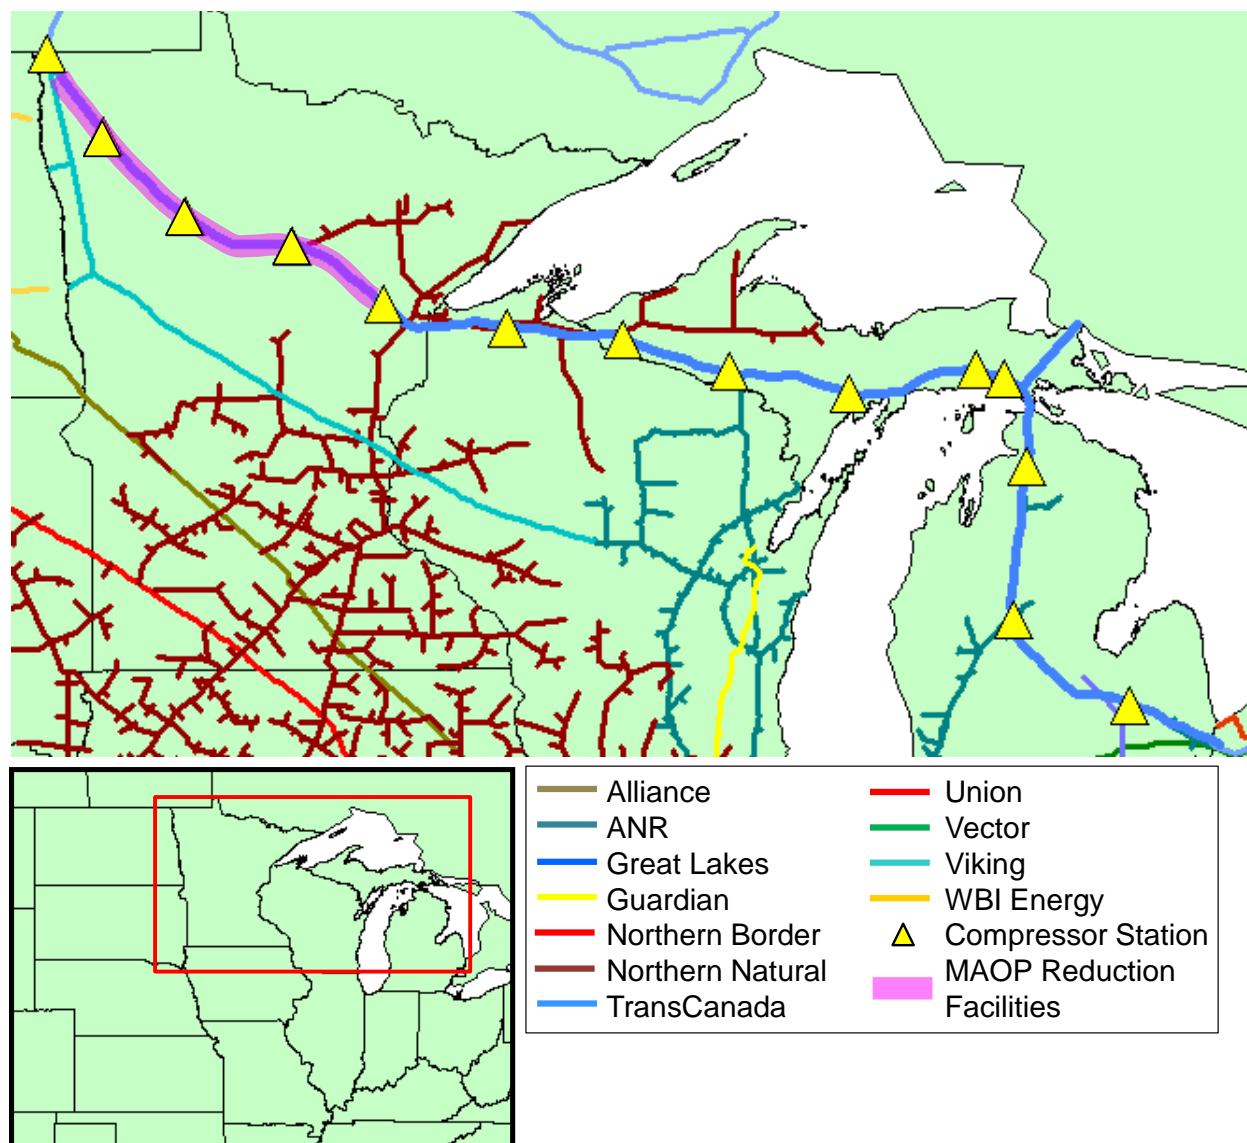 Alliance
ANR
Great Lakes
Guardian
Northern Border
Northern Natural
TransCanada
Union
Vector
Viking
WBI Energy
Compressor Station
MAOP Reduction
Facilities